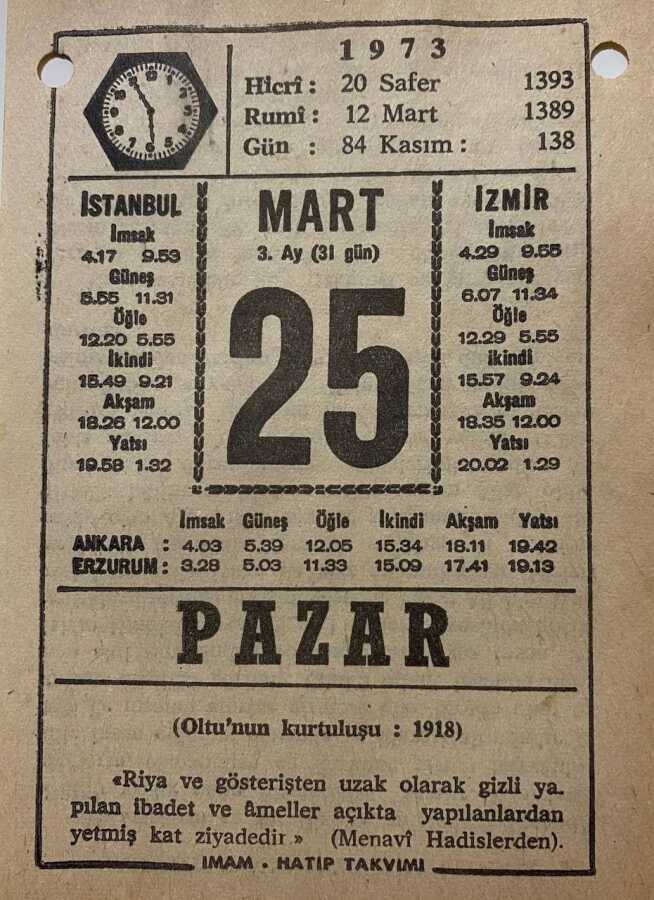 1973
Hicrî : 20 Safer 1393
Rumî : 12 Mart 1389
Gün : 84 Kasım : 138
İSTANBUL
İmsak
4.17 9.53
Güneş
5.55 11.31
Öğle
12.20 5.55
İkindi
15.49 9.21
Akşam
18.26 12.00
Yatsı
19.58 1.32
MART
3. Ay (31 gün)
25
İZMİR
İmsak
4.29 9.55
Güneş
6.07 11.34
Öğle
12.29 5.55
İkindi
15.57 9.24
Akşam
18.35 12.00
Yatsı
20.02 1.29
İmsak Güneş Öğle İkindi Akşam Yatsı
ANKARA : 4.03 5.39 12.05 15.34 18.11 19.42
ERZURUM : 3.28 5.03 11.33 15.09 17.41 19.13
PAZAR
(Oltu'nun kurtuluşu : 1918)
«Riya ve gösterişten uzak olarak gizli ya-
pılan ibadet ve âmeller açıkta yapılanlardan
yetmiş kat ziyadedir.» (Menavî Hadislerden).
İMAM - HATİP TAKVİMİ